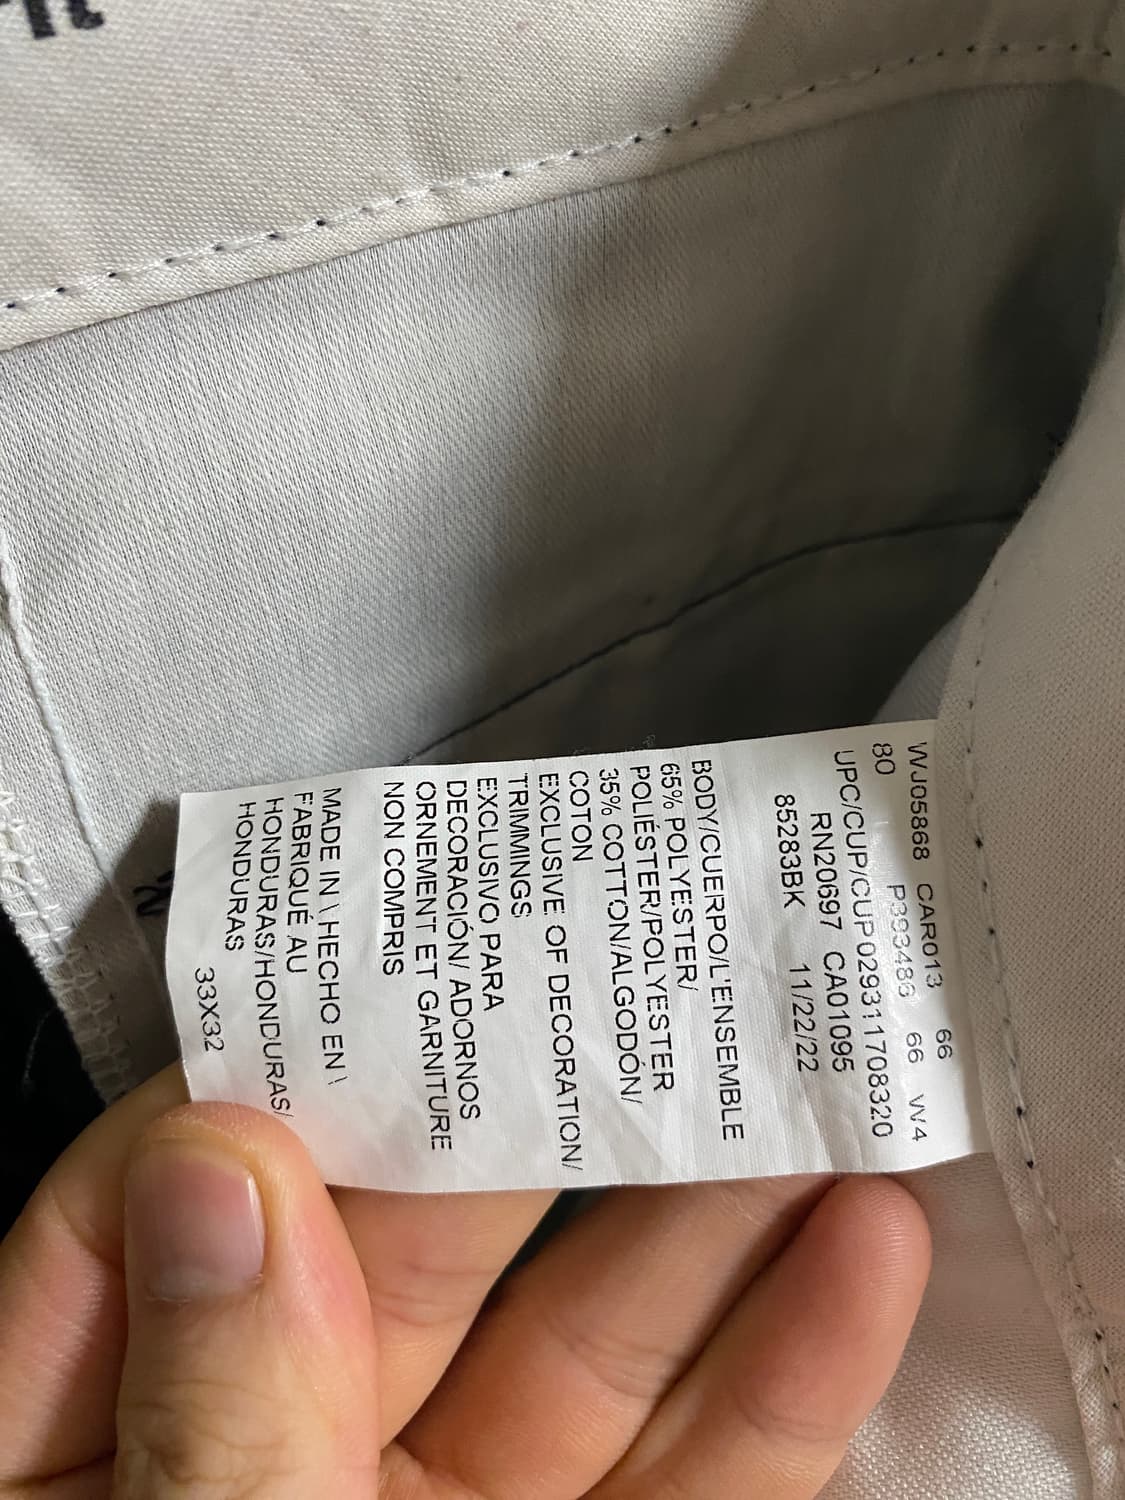 WJ05868 CAR013 66
80 P393486 66 W4
UPC/CUP/CUP029311708320
RN20697 CA01095
85283BK 11/22/22
BODY/CUERPO/L'ENSEMBLE
65% POLYESTER/
POLIÉSTER/POLYESTER
35% COTTON/ALGODÓN/
COTON
EXCLUSIVE OF DECORATION/
TRIMMINGS
EXCLUSIVO PARA
DECORACIÓN/ ADORNOS
ORNEMENT ET GARNITURE
NON COMPRIS
MADE IN \ HECHO EN \
FABRIQUÉ AU
HONDURAS/HONDURAS/
HONDURAS
33X32